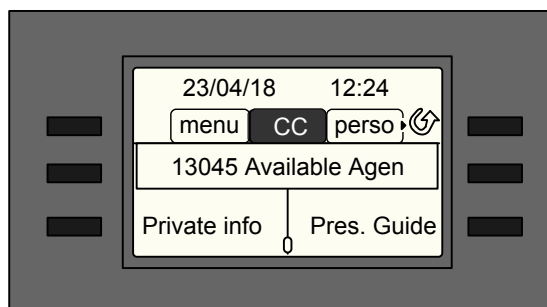 23/04/18 12:24
menu CC perso
13045 Available Agen
Private info Pres. Guide